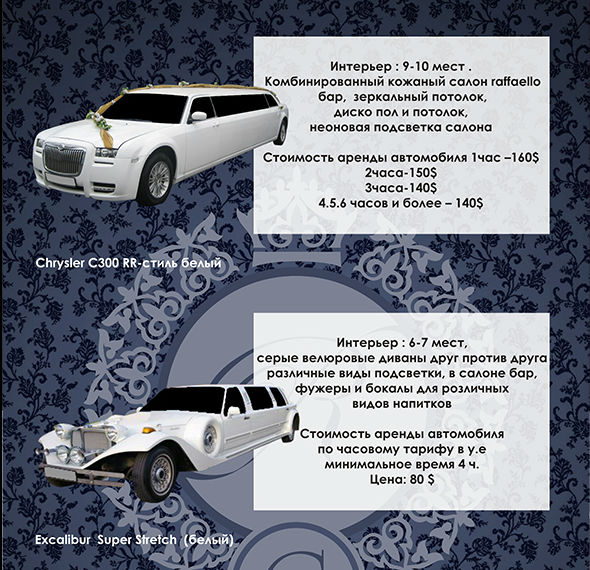 Интерьер : 9-10 мест .
Комбинированный кожаный салон raffaello
бар, зеркальный потолок,
диско пол и потолок,
неоновая подсветка салона
Стоимость аренды автомобиля 1час –160$
2часа-150$
3часа-140$
4.5.6 часов и более – 140$
Chrysler C300 RR-стиль белый
Интерьер : 6-7 мест,
серые велюровые диваны друг против друга
различные виды подсветки, в салоне бар,
фужеры и бокалы для розличных
видов напитков
Стоимость аренды автомобиля
по часовому тарифу в у.е
минимальное время 4 ч.
Цена: 80 $
Excalibur Super Stretch (белый)